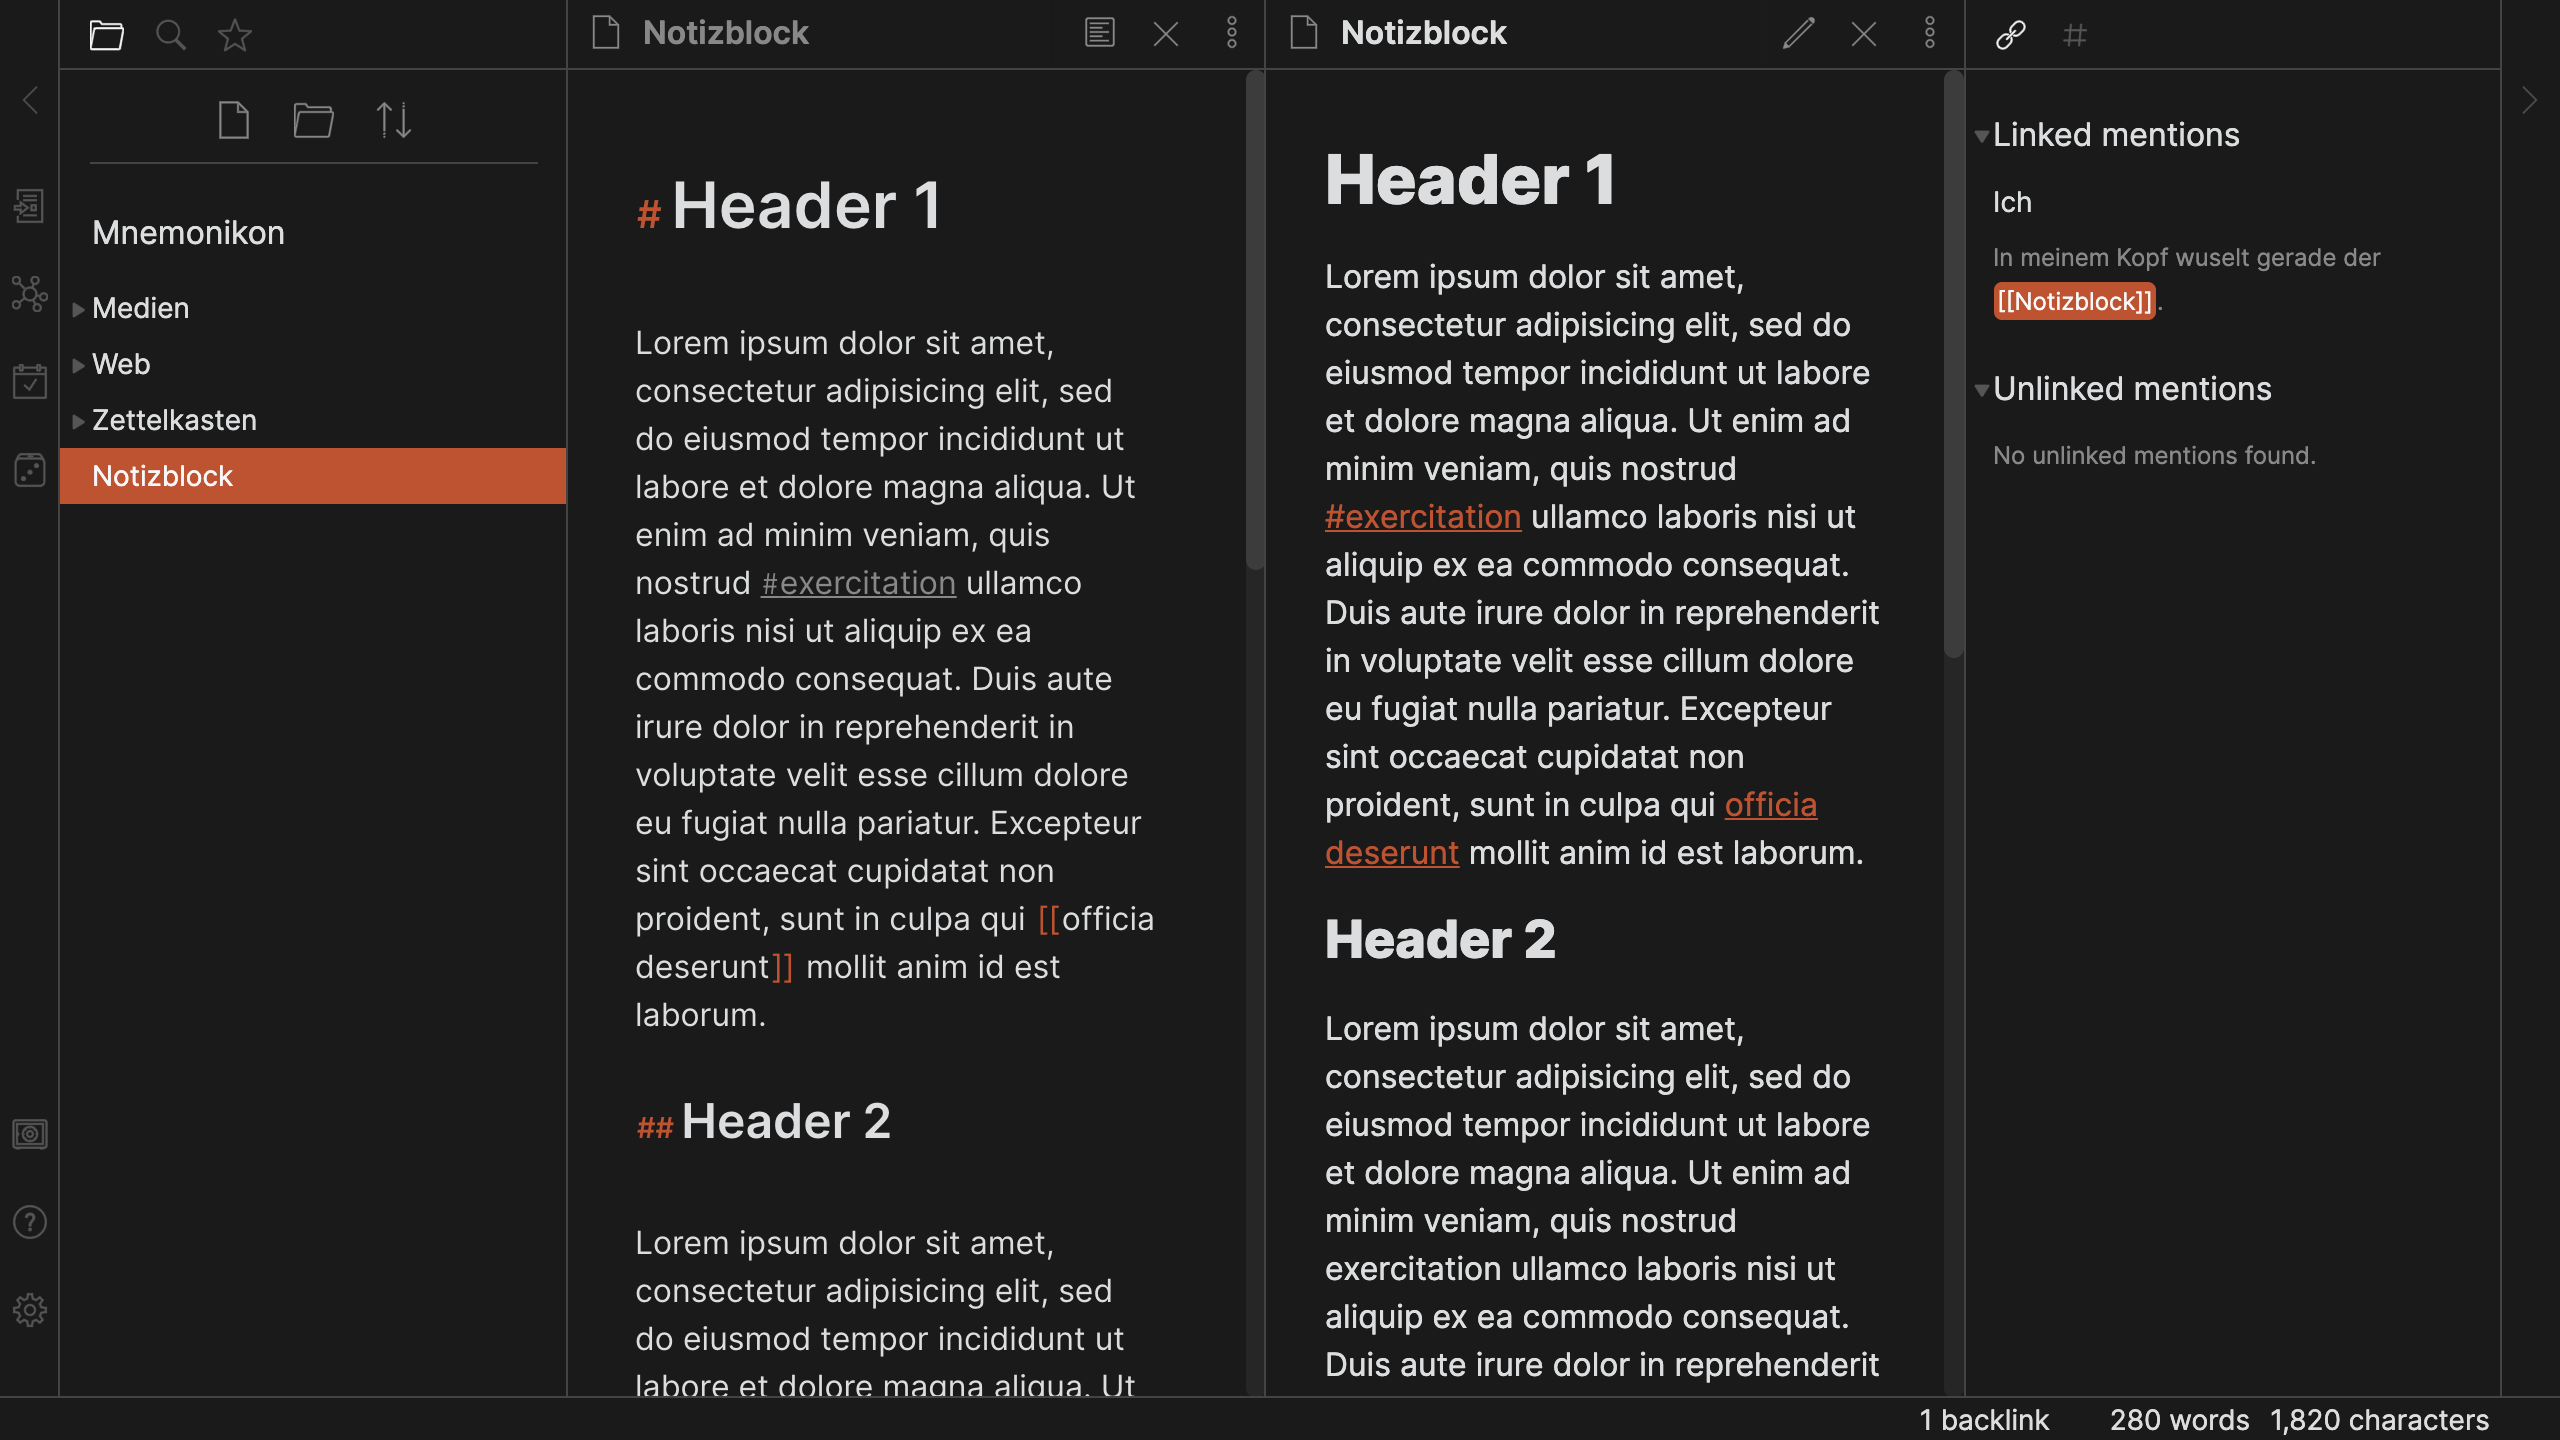 Mnemonikon
Medien
Web
Zettelkasten
Notizblock
Notizblock
# Header 1
Lorem ipsum dolor sit amet,
consectetur adipisicing elit, sed
do eiusmod tempor incididunt ut
labore et dolore magna aliqua. Ut
enim ad minim veniam, quis
nostrud #exercitation ullamco
laboris nisi ut aliquip ex ea
commodo consequat. Duis aute
irure dolor in reprehenderit in
voluptate velit esse cillum dolore
eu fugiat nulla pariatur. Excepteur
sint occaecat cupidatat non
proident, sunt in culpa qui [[officia
deserunt]] mollit anim id est
laborum.
## Header 2
Lorem ipsum dolor sit amet,
consectetur adipisicing elit, sed
do eiusmod tempor incididunt ut
labore et dolore magna aliqua. Ut
Notizblock
Header 1
Lorem ipsum dolor sit amet,
consectetur adipisicing elit, sed do
eiusmod tempor incididunt ut labore
et dolore magna aliqua. Ut enim ad
minim veniam, quis nostrud
#exercitation ullamco laboris nisi ut
aliquip ex ea commodo consequat.
Duis aute irure dolor in reprehenderit
in voluptate velit esse cillum dolore
eu fugiat nulla pariatur. Excepteur
sint occaecat cupidatat non
proident, sunt in culpa qui officia
deserunt mollit anim id est laborum.
Header 2
Lorem ipsum dolor sit amet,
consectetur adipisicing elit, sed do
eiusmod tempor incididunt ut labore
et dolore magna aliqua. Ut enim ad
minim veniam, quis nostrud
exercitation ullamco laboris nisi ut
aliquip ex ea commodo consequat.
Duis aute irure dolor in reprehenderit
Linked mentions
Ich
In meinem Kopf wuselt gerade der
[[Notizblock]].
Unlinked mentions
No unlinked mentions found.
1 backlink 280 words 1,820 characters